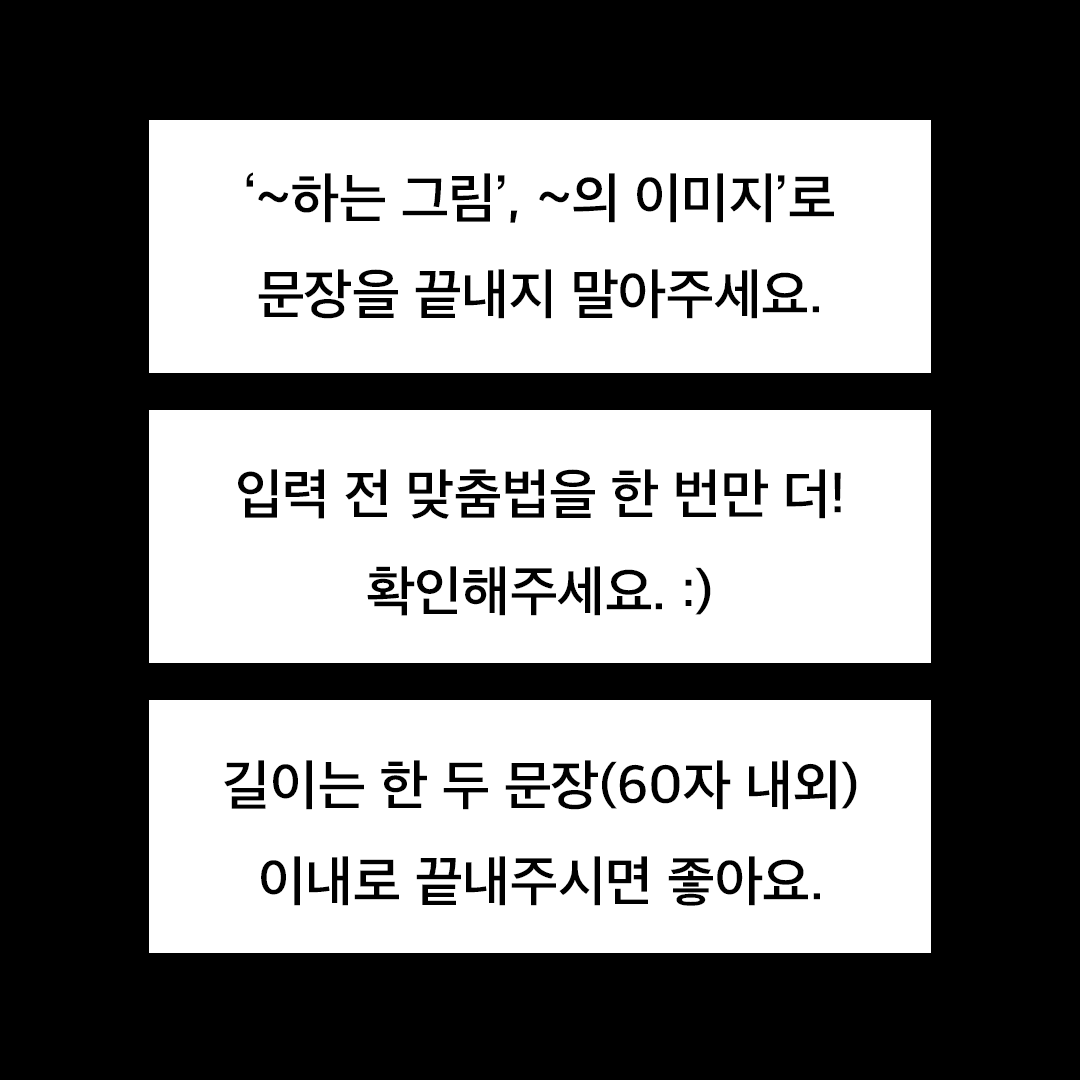 ‘~하는 그림’, ~의 이미지’로
문장을 끝내지 말아주세요.
입력 전 맞춤법을 한 번만 더!
확인해주세요. :)
길이는 한 두 문장(60자 내외)
이내로 끝내주시면 좋아요.